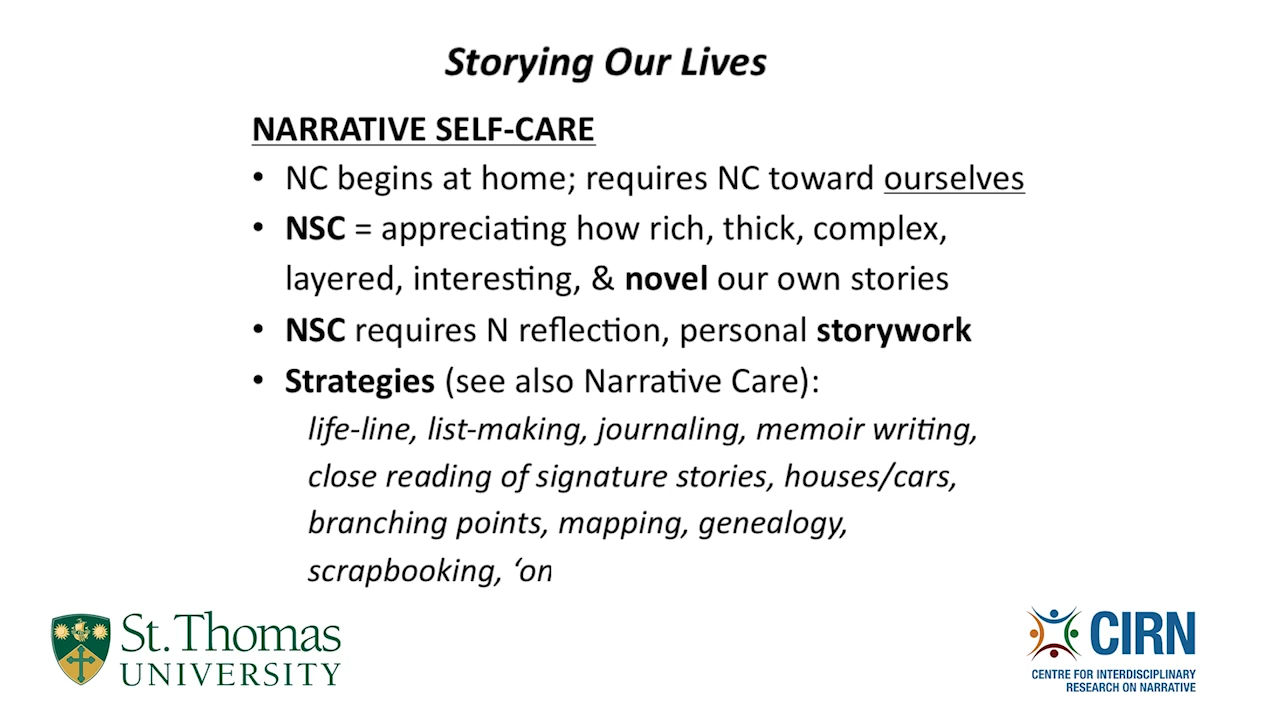 Storying Our Lives
NARRATIVE SELF-CARE
• NC begins at home; requires NC toward ourselves
• NSC = appreciating how rich, thick, complex,
layered, interesting, & novel our own stories
• NSC requires N reflection, personal storywork
• Strategies (see also Narrative Care):
life-line, list-making, journaling, memoir writing,
close reading of signature stories, houses/cars,
branching points, mapping, genealogy,
scrapbooking, ‘on
St. Thomas
UNIVERSITY
CIRN
CENTRE FOR INTERDISCIPLINARY
RESEARCH ON NARRATIVE